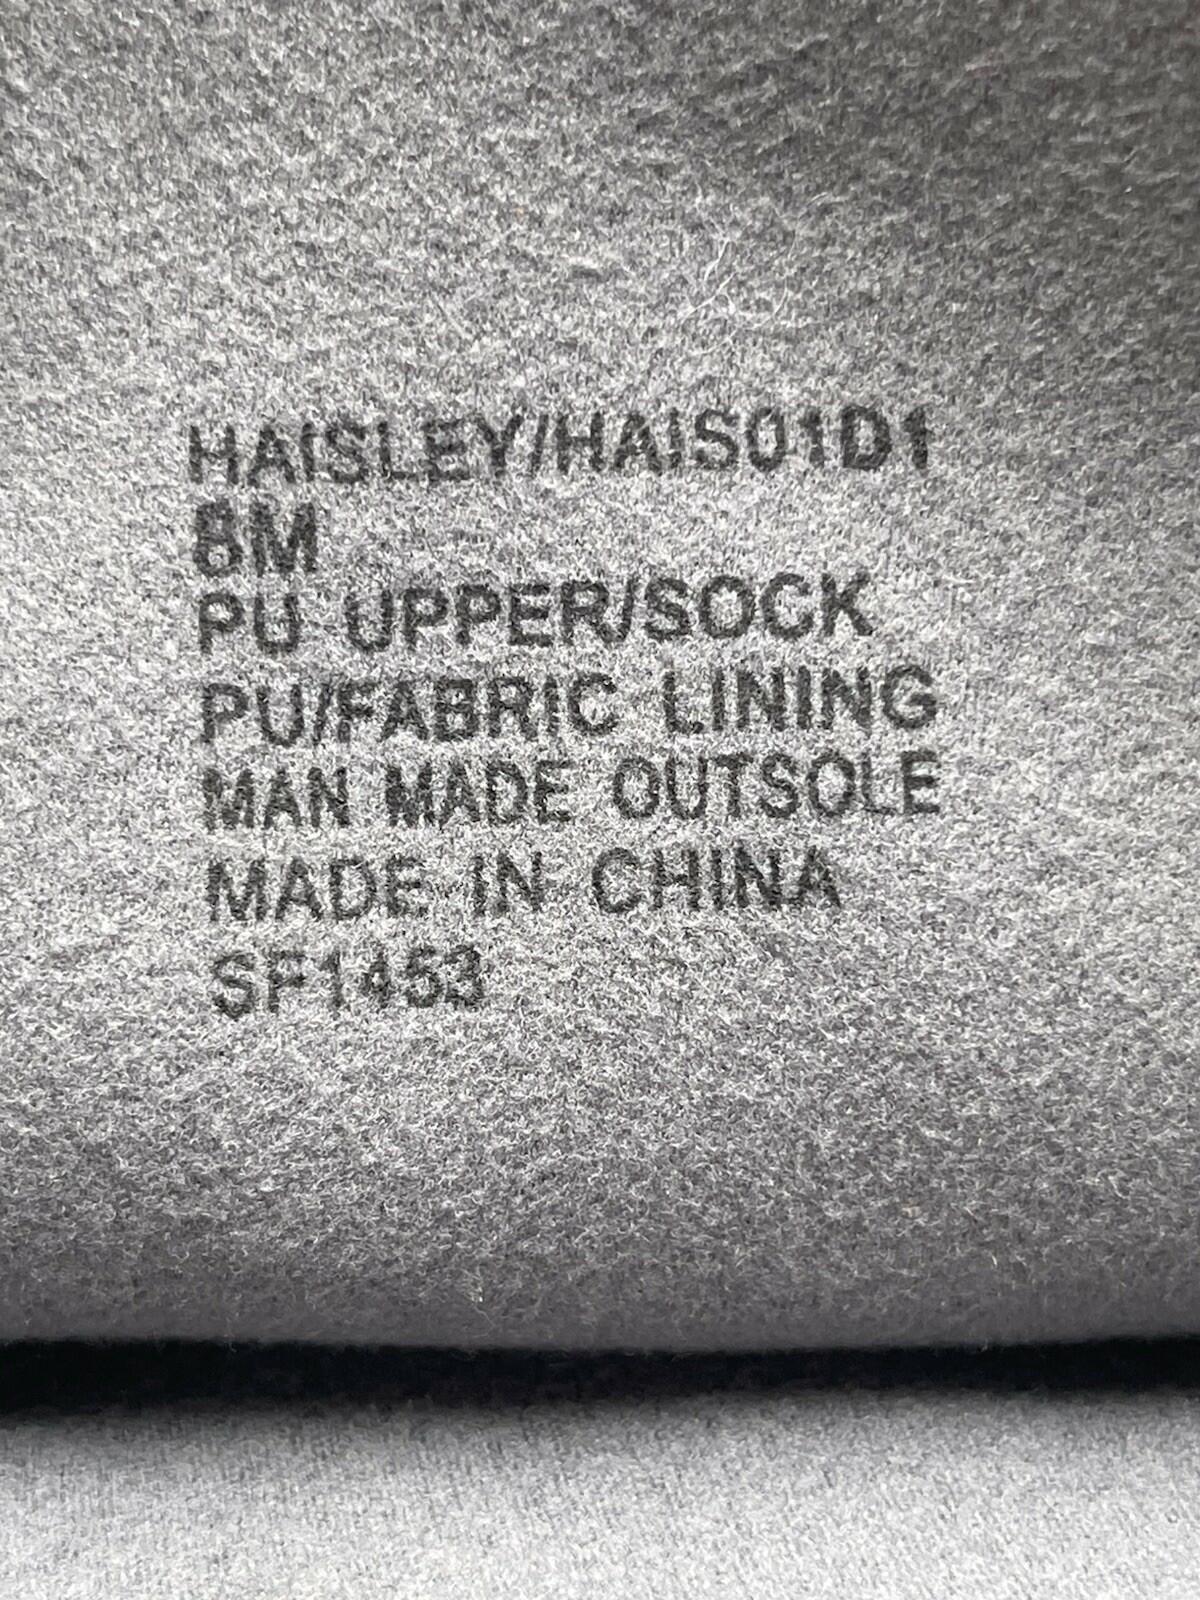 HAISLEY/HAIS01D1
8M
PU UPPER/SOCK
PU/FABRIC LINING
MAN MADE OUTSOLE
MADE IN CHINA
SF1453